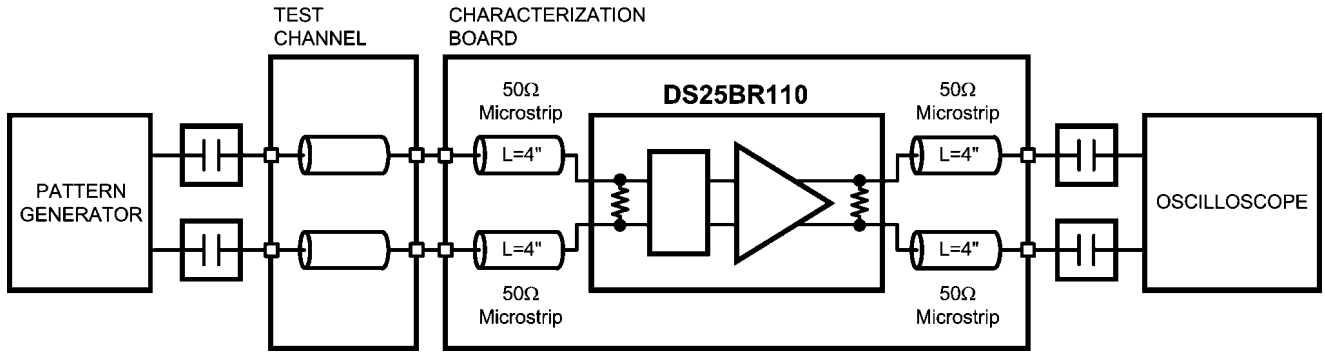 TEST
CHANNEL
CHARACTERIZATION
BOARD
50Ω
Microstrip
DS25BR110
50Ω
Microstrip
L=4"
L=4"
PATTERN
GENERATOR
OSCILLOSCOPE
L=4"
L=4"
50Ω
Microstrip
50Ω
Microstrip